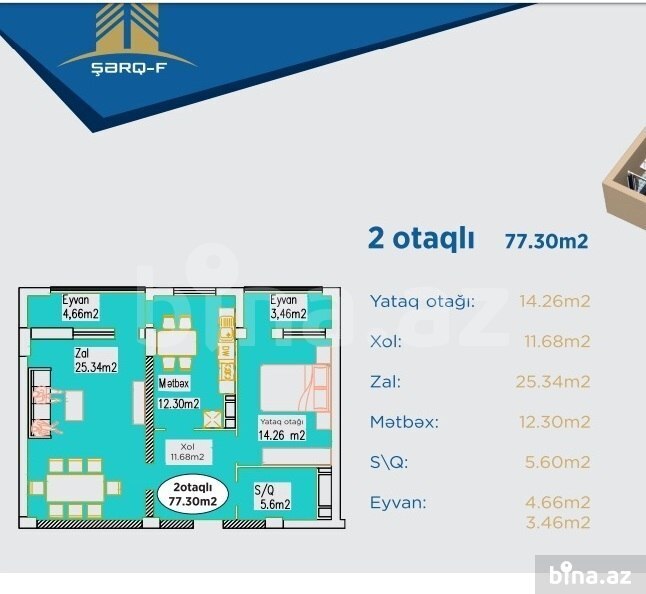 ŞƏRQ-F
2 otaqlı 77.30m2
Yataq otağı: 14.26m2
Xol: 11.68m2
Zal: 25.34m2
Mətbəx: 12.30m2
S\Q: 5.60m2
Eyvan: 4.66m2
3.46m2
Eyvan
4,66m2
Eyvan
3,46m2
Zal
25.34m2
DW
Mətbəx
12.30m2
Yataq otağı
14.26 m2
Xol
11.68m2
2otaqlı
77.30m2
S/Q
5.6m2
bina.az
bina.az